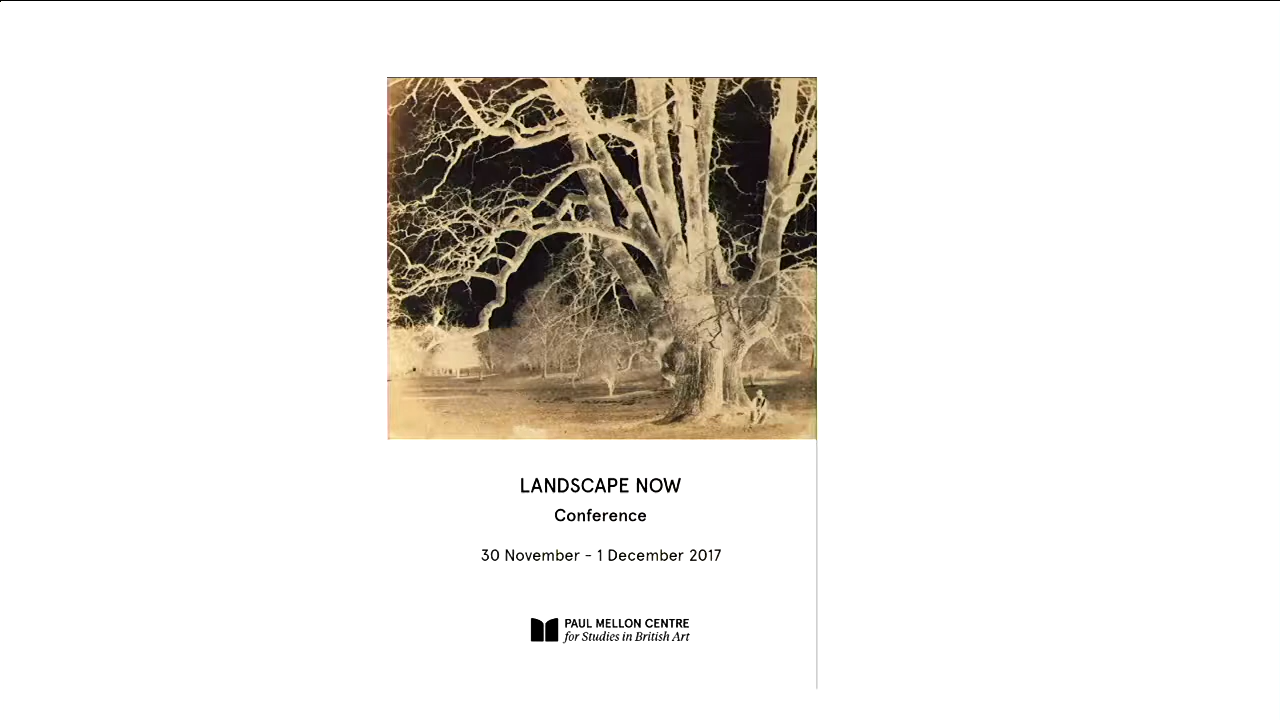 LANDSCAPE NOW
Conference
30 November - 1 December 2017
PAUL MELLON CENTRE
for Studies in British Art